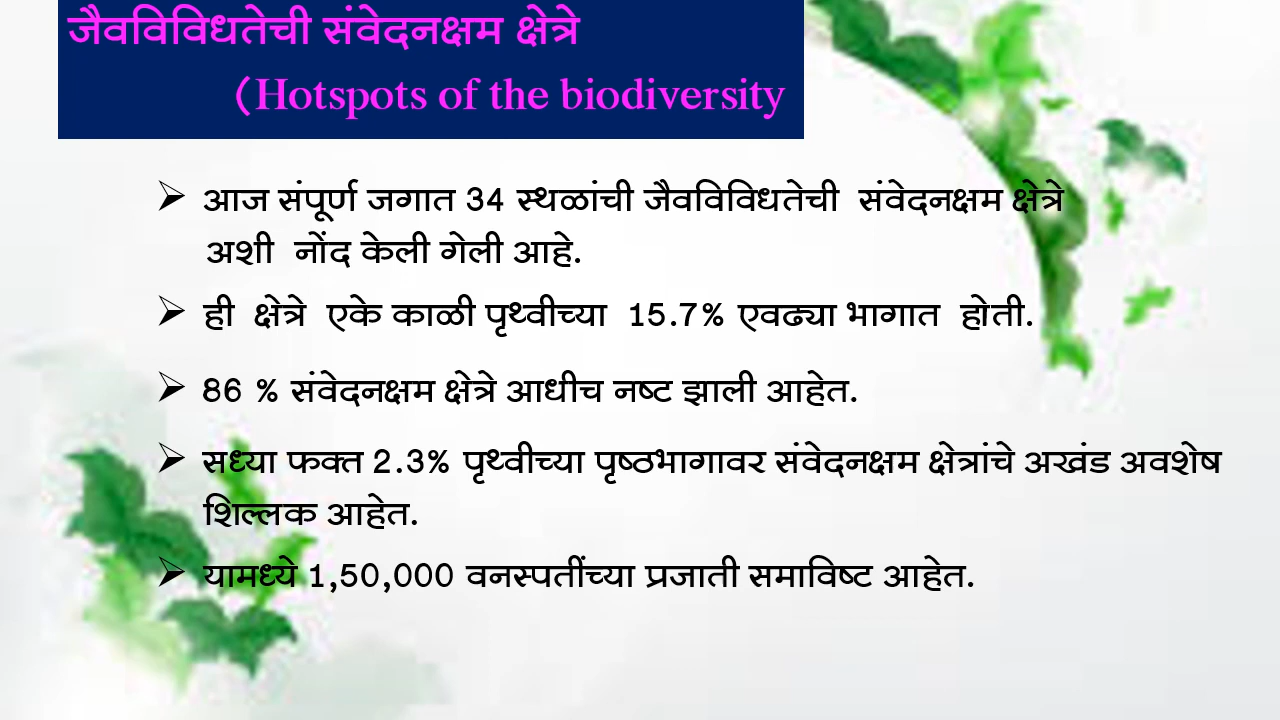 जैवविविधतेची संवेदनक्षम क्षेत्रे
(Hotspots of the biodiversity
➢ आज संपूर्ण जगात 34 स्थळांची जैवविविधतेची संवेदनक्षम क्षेत्रे
अशी नोंद केली गेली आहे.
➢ ही क्षेत्रे एके काळी पृथ्वीच्या 15.7% एवढ्या भागात होती.
➢ 86 % संवेदनक्षम क्षेत्रे आधीच नष्ट झाली आहेत.
➢ सध्या फक्त 2.3% पृथ्वीच्या पृष्ठभागावर संवेदनक्षम क्षेत्रांचे अखंड अवशेष
शिल्लक आहेत.
➢ यामध्ये 1,50,000 वनस्पतींच्या प्रजाती समाविष्ट आहेत.